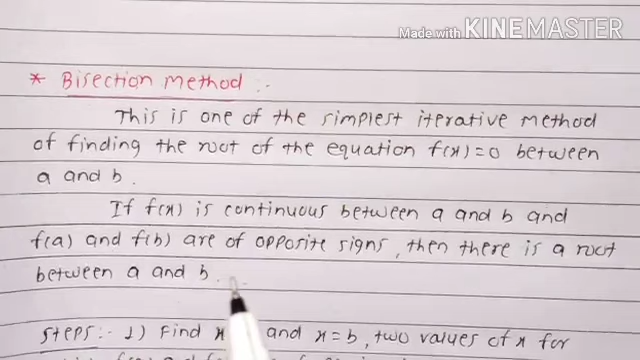 Made with KINEMASTER
* Bisection method :-
This is one of the simplest iterative method
of finding the root of the equation f(x)=0 between
a and b.
If f(x) is continuous between a and b and
f(a) and f(b) are of opposite signs, then there is a root
between a and b.
Steps :- 1) Find x and x=b, two values of x for